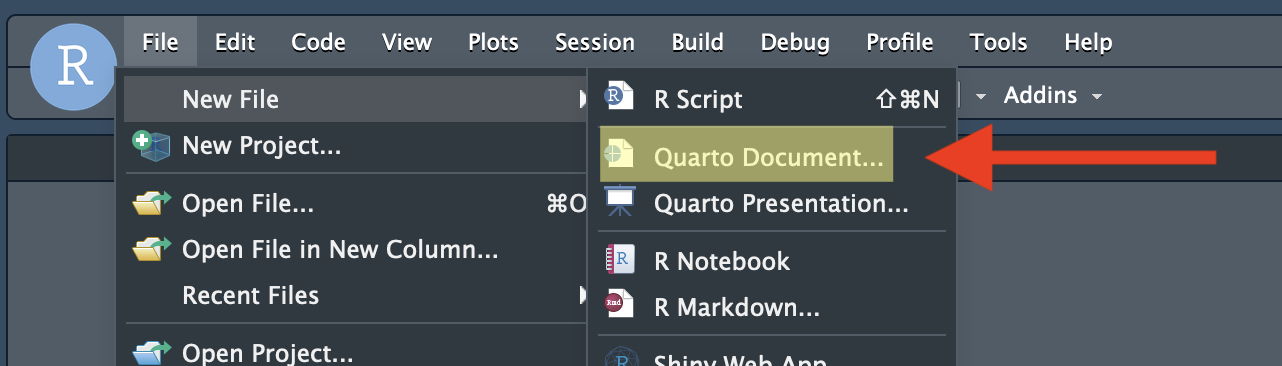 R File Edit Code View Plots Session Build Debug Profile Tools Help
New File
New Project...
Open File... ⌘O
Open File in New Column...
Recent Files
Open Project...
R R Script ⇧⌘N
Quarto Document...
Quarto Presentation...
R R Notebook
Rmd R Markdown...
Shiny Web App
Addins